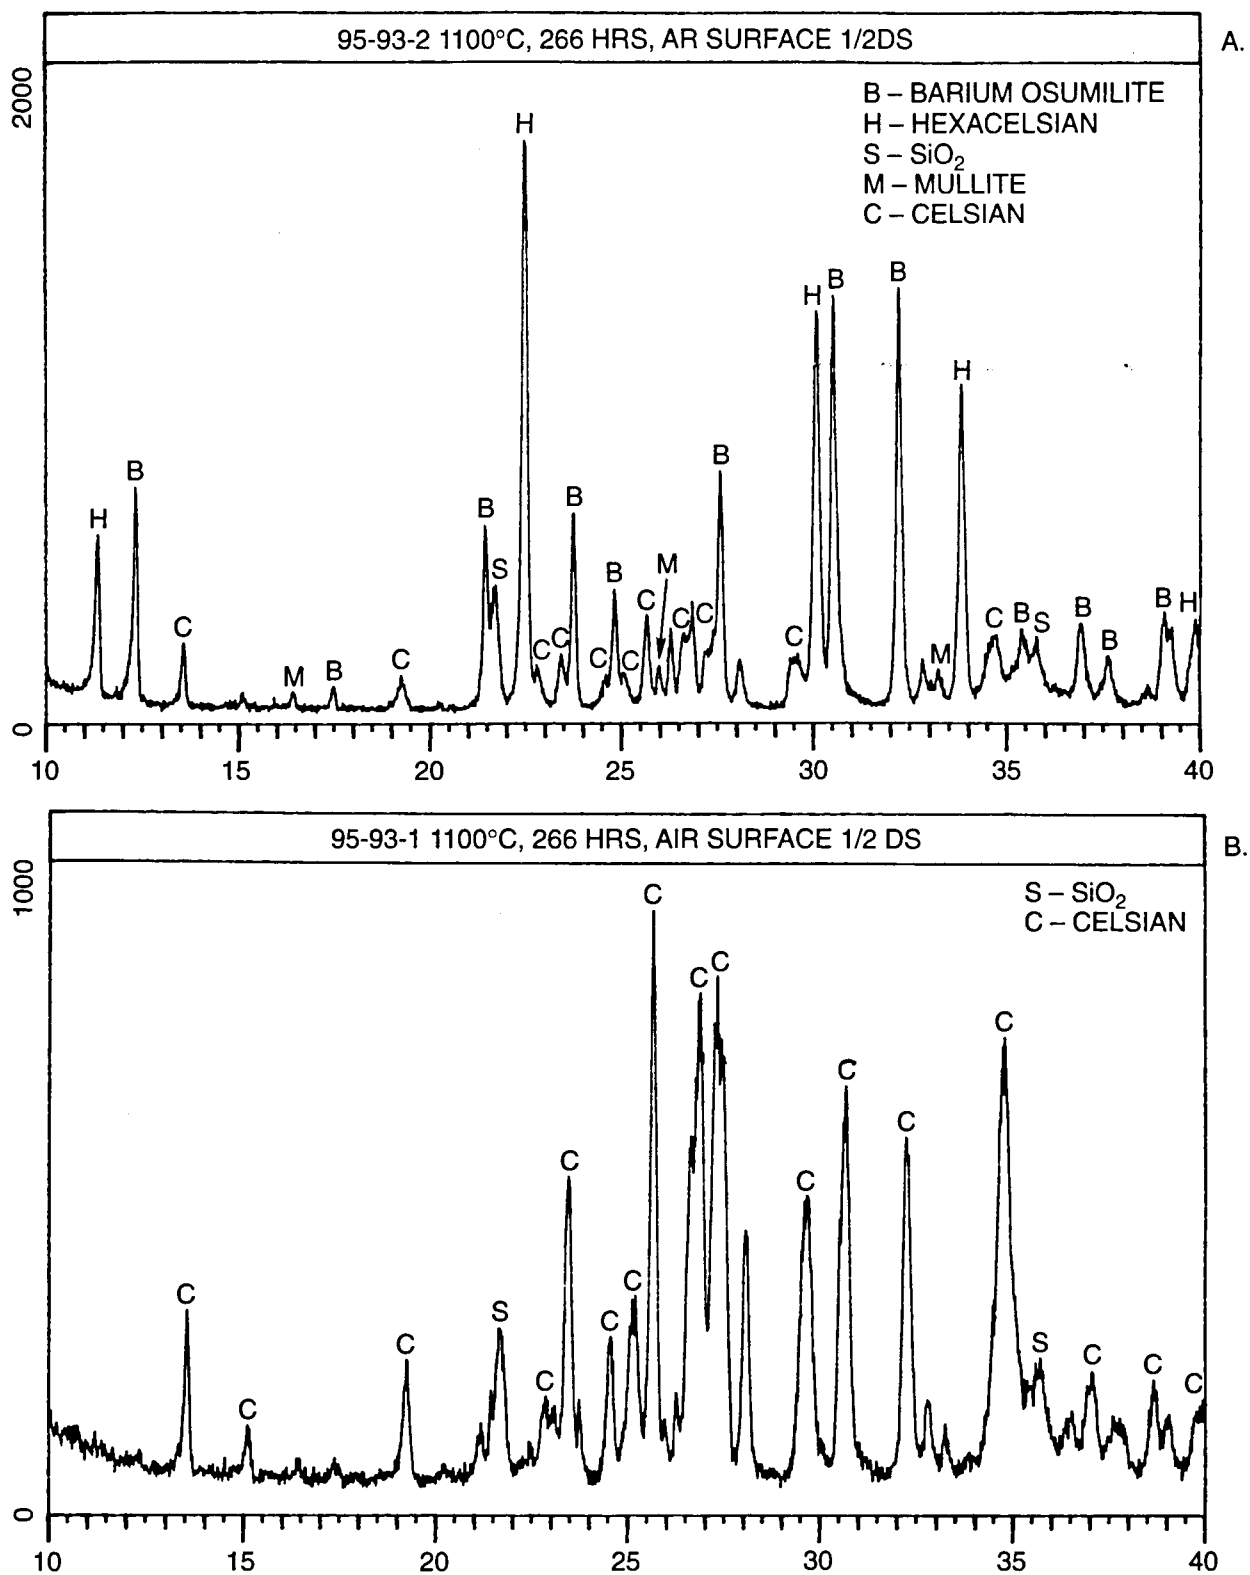 95-93-2 1100°C, 266 HRS, AR SURFACE 1/2DS
A.
2000
B – BARIUM OSUMILITE
H – HEXACELSIAN
S – SiO2
M – MULLITE
C – CELSIAN
H
H B B
H
B
H
B
C
M
B
C
B
S
C
C
B
C
B
C
C
M
C
C
B
C
M
C
B
S
B
B
B
H
0
10 15 20 25 30 35 40
95-93-1 1100°C, 266 HRS, AIR SURFACE 1/2 DS
B.
1000
S – SiO2
C – CELSIAN
C
C
C
C
C
C
C
C
C
C
S
C
C
C
C
C
S
C
C
C
0
10 15 20 25 30 35 40